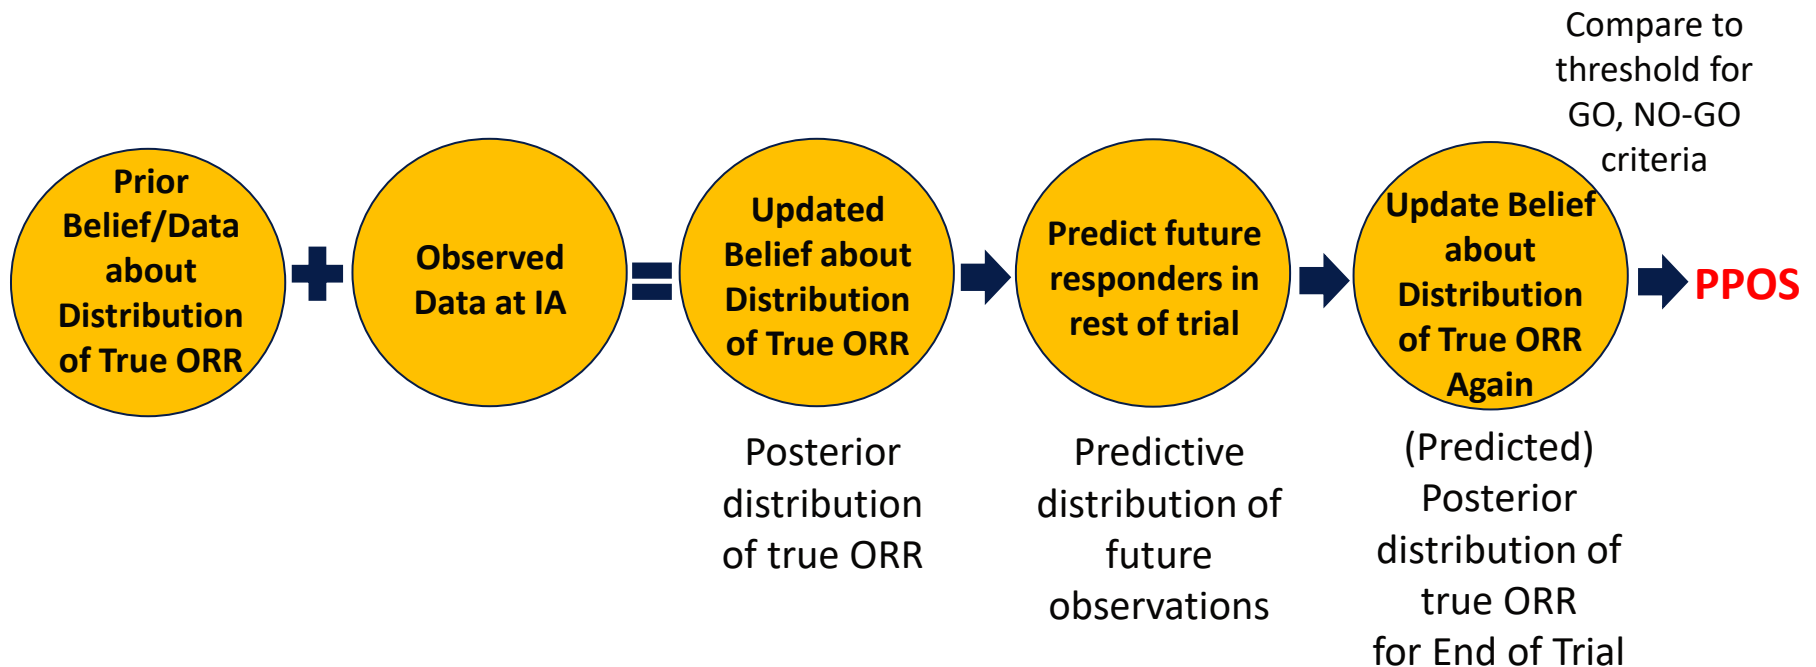 Compare to
threshold for
GO, NO-GO
criteria
Prior
Belief/Data
about
Distribution
of True ORR
Observed
Data at IA
Updated
Belief about
Distribution
of True ORR
Predict future
responders in
rest of trial
Update Belief
about
Distribution
of True ORR
Again
PPOS
Posterior
distribution
of true ORR
Predictive
distribution of
future
observations
(Predicted)
Posterior
distribution of
true ORR
for End of Trial